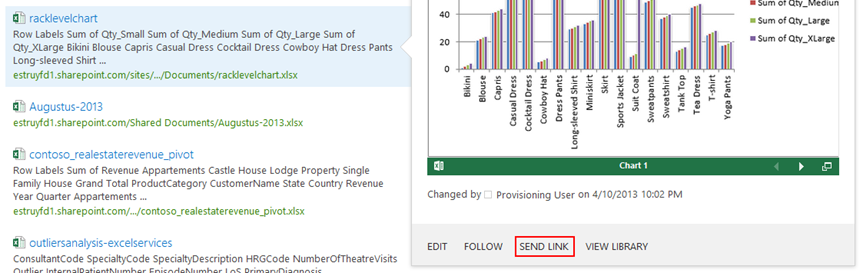 racklevelchart
Row Labels Sum of Qty_Small Sum of Qty_Medium Sum of Qty_Large Sum of
Qty_XLarge Bikini Blouse Capris Casual Dress Cocktail Dress Cowboy Hat Dress Pants
Long-sleeved Shirt ...
estruyfd1.sharepoint.com/sites/.../Documents/racklevelchart.xlsx
Augustus-2013
estruyfd1.sharepoint.com/Shared Documents/Augustus-2013.xlsx
contoso_realestaterevenue_pivot
Row Labels Sum of Revenue Appartements Castle House Lodge Property Single
Family House Grand Total ProductCategory CustomerName State Country Revenue
Year Quarter Appartements ...
estruyfd1.sharepoint.com/.../contoso_realestaterevenue_pivot.xlsx
outliersanalysis-excelservices
ConsultantCode SpecialtyCode SpecialtyDescription HRGCode NumberOfTheatreVisits
Outlier InternalPatientNumber EpisodeNumber LoS PrimaryDiagnosis
Sum of Qty_Medium
Sum of Qty_Large
Sum of Qty_XLarge
40
20
0
Bikini
Blouse
Capris
Casual Dress
Cocktail Dress
Cowboy Hat
Dress Pants
Long-sleeved Shirt
Miniskirt
Skirt
Sports Jacket
Suit Coat
Sweatpants
Sweatshirt
Tank Top
Tea Dress
T-shirt
Yoga Pants
Chart 1
Changed by Provisioning User on 4/10/2013 10:02 PM
EDIT FOLLOW SEND LINK VIEW LIBRARY